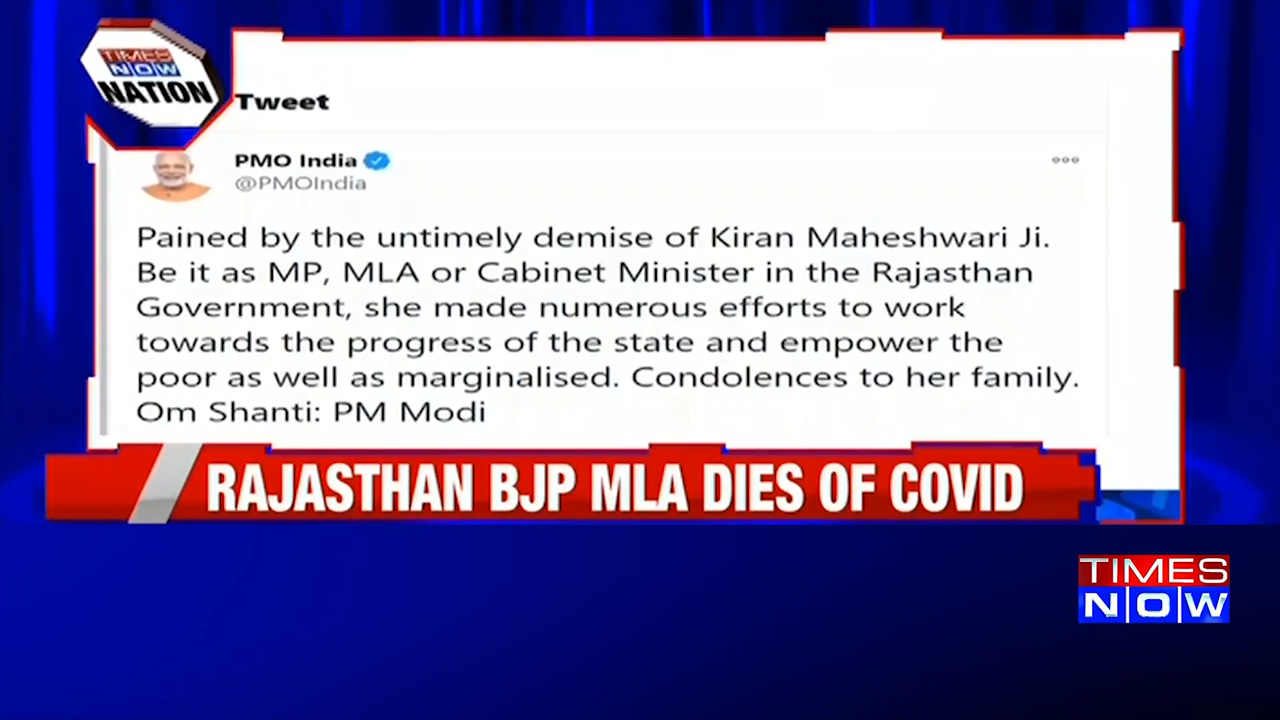 TIMES
NOW
NATION
Tweet
PMO India
@PMOIndia
Pained by the untimely demise of Kiran Maheshwari Ji.
Be it as MP, MLA or Cabinet Minister in the Rajasthan
Government, she made numerous efforts to work
towards the progress of the state and empower the
poor as well as marginalised. Condolences to her family.
Om Shanti: PM Modi
RAJASTHAN BJP MLA DIES OF COVID
TIMES
NOW